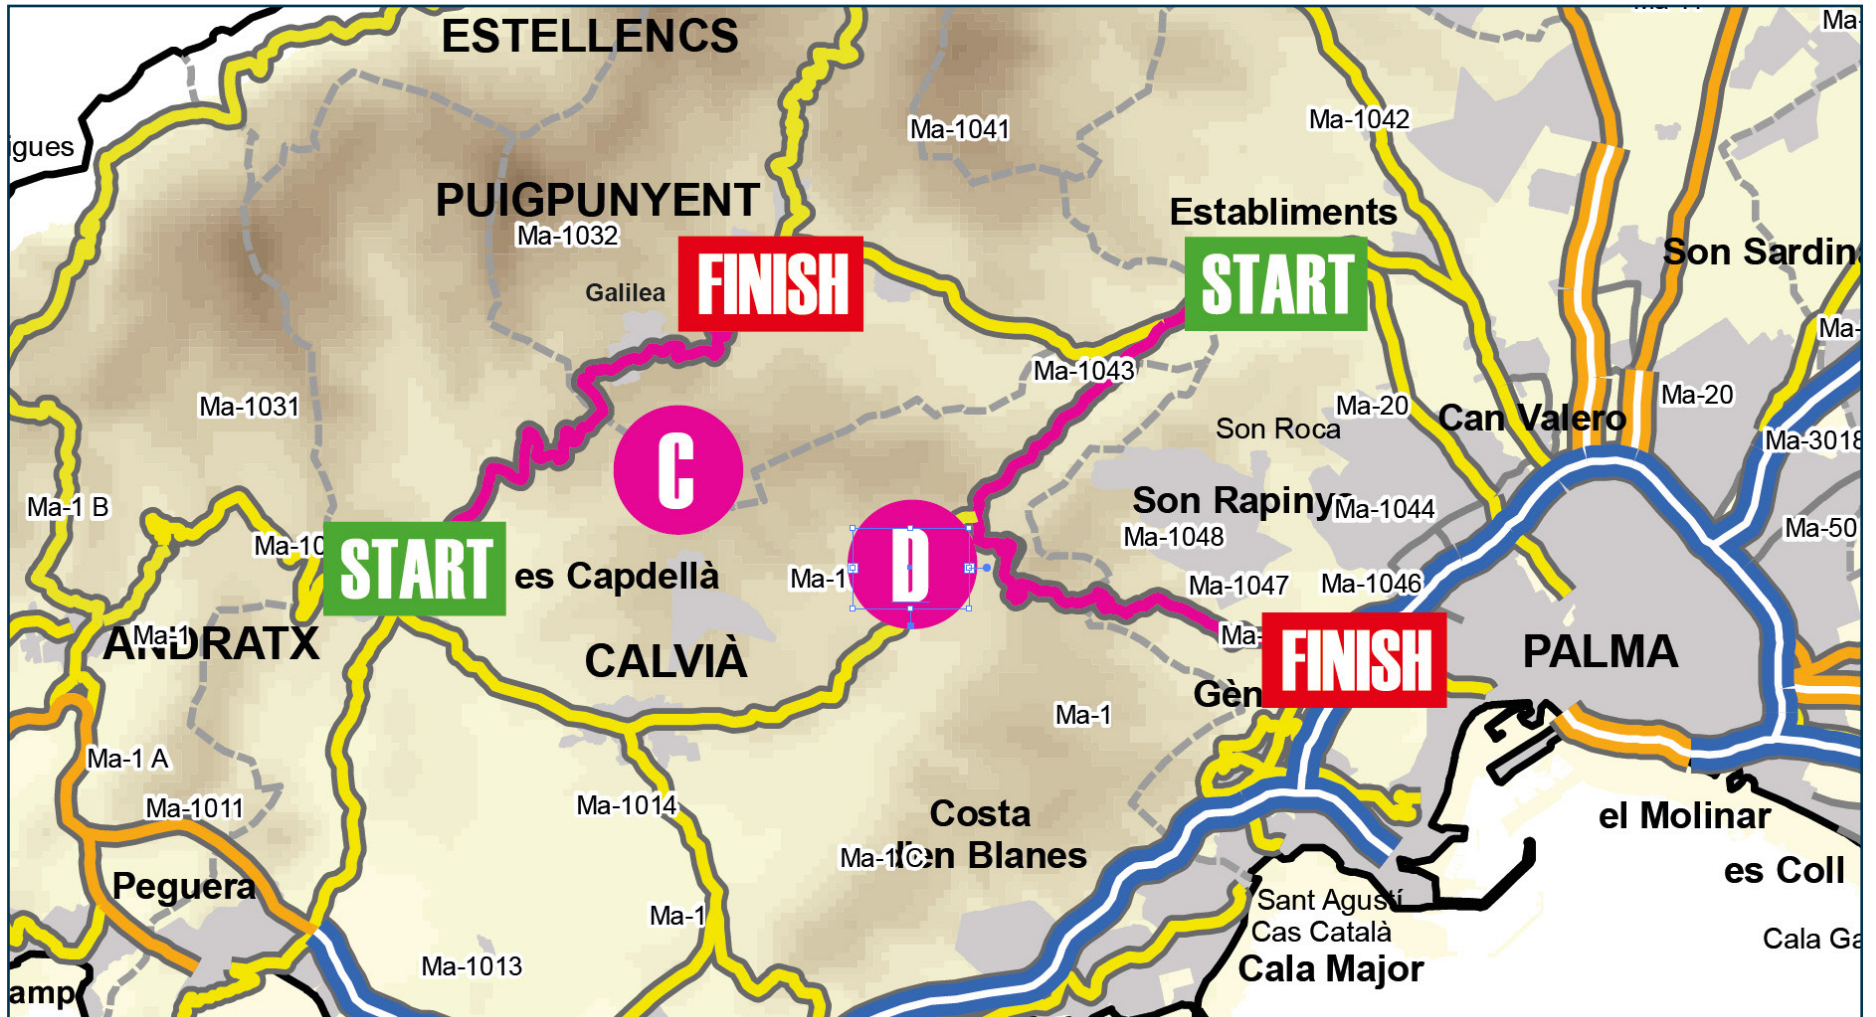 ESTELLENCS
Ma-1041
Ma-1042
igues
PUIGPUNYENT
Ma-1032
Establiments
Son Sardin
Galilea
FINISH
START
Ma-1043
Ma-1031
Ma-20
Can Valero
Ma-20
Son Roca
Ma-3018
C
Ma-1 B
Son Rapiny
Ma-1044
Ma-50
Ma-1048
Ma-10
START
es Capdellà
Ma-1
D
Ma-1047
Ma-1046
ANDRATX
Ma-1
CALVIÀ
Ma-
FINISH
PALMA
Gèn
Ma-1
Ma-1 A
Ma-1011
Ma-1014
Costa
d'en Blanes
Ma-1C
el Molinar
es Coll
Peguera
Sant Agustí
Ma-1
Cas Català
Cala Ga
Ma-1013
Cala Major
amp